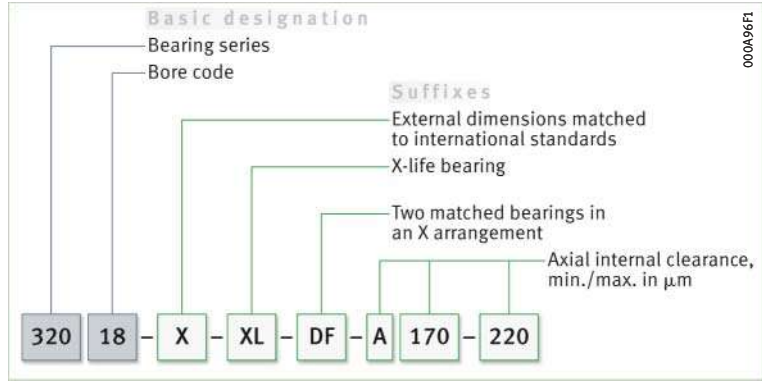 Basic designation
Bearing series
Bore code
Suffixes
External dimensions matched
to international standards
X-life bearing
Two matched bearings in
an X arrangement
Axial internal clearance,
min./max. in μm
320 18 – X – XL – DF – A 170 – 220
000A96F1